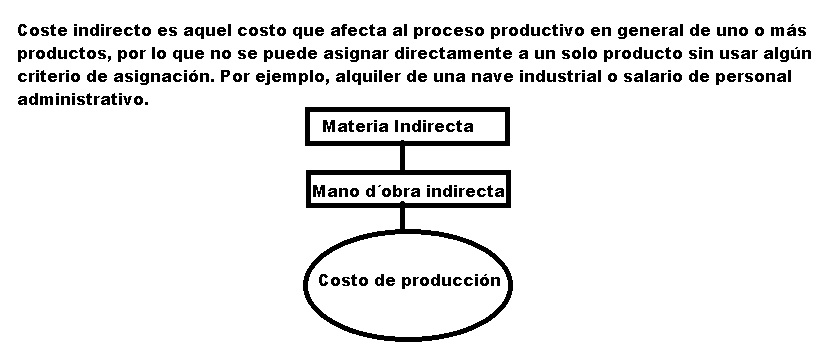 Coste indirecto es aquel costo que afecta al proceso productivo en general de uno o más
productos, por lo que no se puede asignar directamente a un solo producto sin usar algún
criterio de asignación. Por ejemplo, alquiler de una nave industrial o salario de personal
administrativo.
Materia Indirecta
Mano d´obra indirecta
Costo de producción